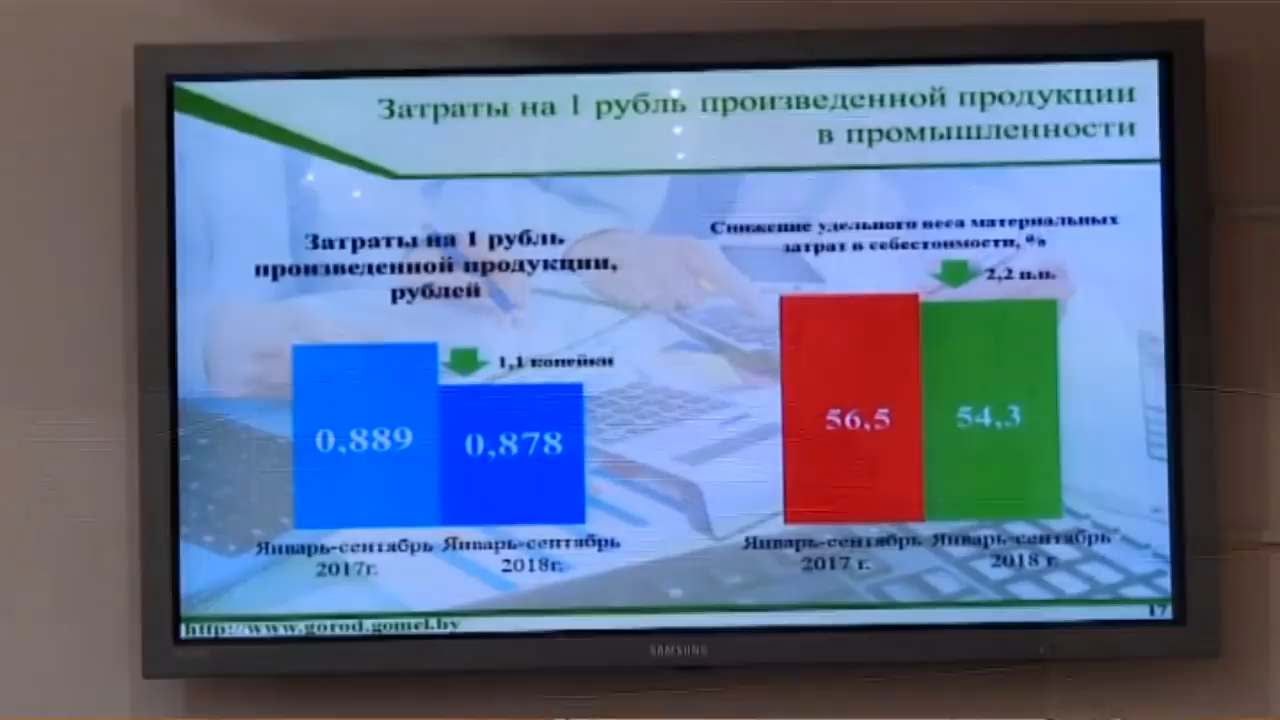 Затраты на 1 рубль произведенной продукции
в промышленности
Затраты на 1 рубль
произведенной продукции,
рублей
1,1 копейки
0,889
0,878
Январь-сентябрь
2017г.
Январь-сентябрь
2018г.
Снижение удельного веса материальных
затрат в себестоимости, %
2,2 п.п.
56,5
54,3
Январь-сентябрь
2017 г.
Январь-сентябрь
2018 г.
http://www.gorod.gomel.by
17
SAMSUNG